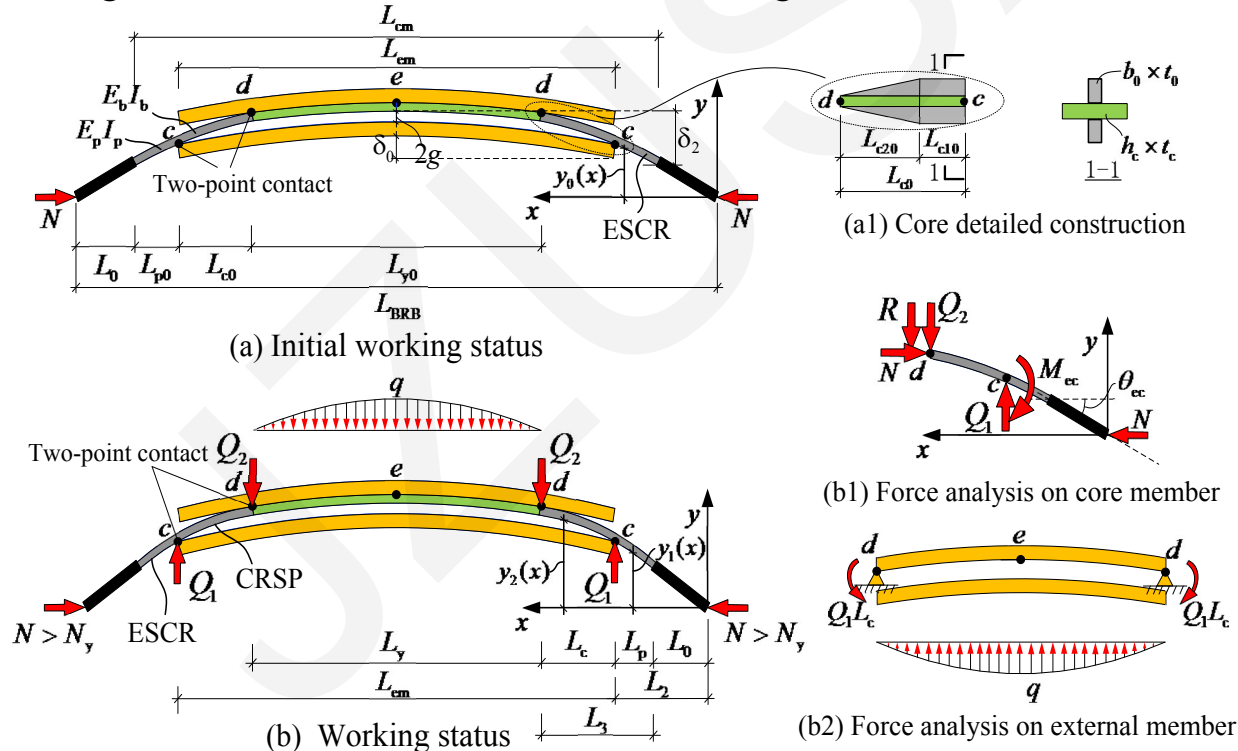 L_cm
L_em
d
e
d
E_b I_b
E_p I_p
c
c
δ_0
2g
δ_2
y
y_0(x)
Two-point contact
N
x
ESCR
N
L_0
L_p0
L_c0
L_y0
L_BRB
(a) Initial working status
1
d
c
L_c20
L_c10
L_c0
1
b_0 × t_0
h_c × t_c
1-1
(a1) Core detailed construction
q
Two-point contact
Q_2
Q_2
d
e
d
c
c
y
CRSP
y_2(x)
y_1(x)
Q_1
Q_1
ESCR
x
N > N_y
N > N_y
L_y
L_c
L_p
L_0
L_em
L_2
L_3
(b) Working status
R
Q_2
y
N
d
c
M_ec
θ_ec
Q_1
N
x
(b1) Force analysis on core member
d
e
d
Q_1L_c
Q_1L_c
q
(b2) Force analysis on external member